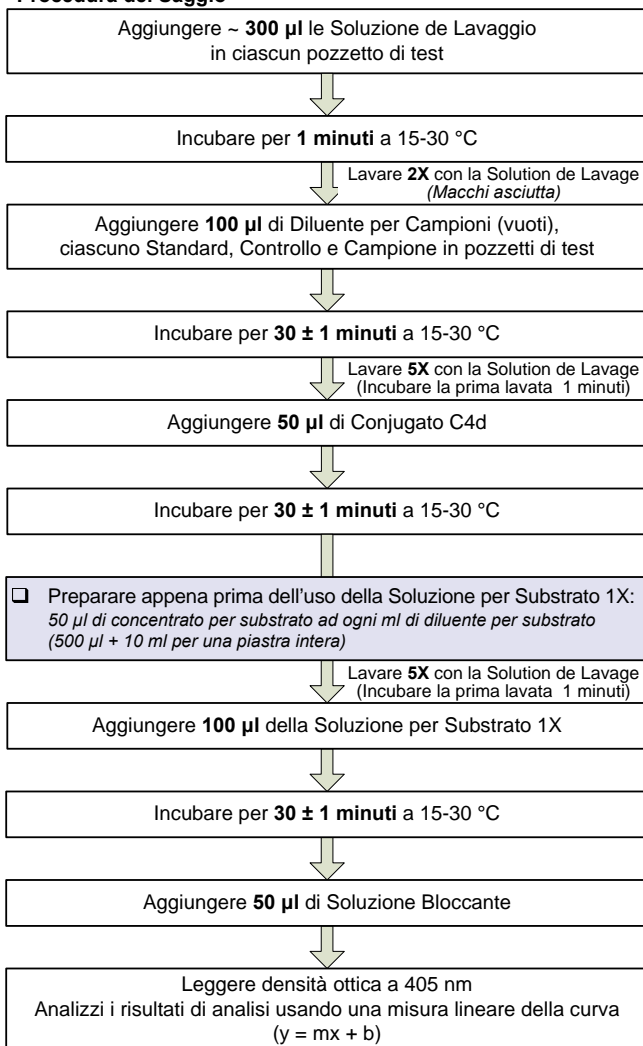 Procedura del Saggio
Aggiungere ~ 300 µl le Soluzione de Lavaggio
in ciascun pozzetto di test
Incubare per 1 minuti a 15-30 °C
Lavare 2X con la Solution de Lavage
(Macchi asciutta)
Aggiungere 100 µl di Diluente per Campioni (vuoti),
ciascuno Standard, Controllo e Campione in pozzetti di test
Incubare per 30 ± 1 minuti a 15-30 °C
Lavare 5X con la Solution de Lavage
(Incubare la prima lavata 1 minuti)
Aggiungere 50 µl di Conjugato C4d
Incubare per 30 ± 1 minuti a 15-30 °C
Preparare appena prima dell'uso della Soluzione per Substrato 1X:
50 µl di concentrato per substrato ad ogni ml di diluente per substrato
(500 µl + 10 ml per una piastra intera)
Lavare 5X con la Solution de Lavage
(Incubare la prima lavata 1 minuti)
Aggiungere 100 µl della Soluzione per Substrato 1X
Incubare per 30 ± 1 minuti a 15-30 °C
Aggiungere 50 µl di Soluzione Bloccante
Leggere densità ottica a 405 nm
Analizzi i risultati di analisi usando una misura lineare della curva
(y = mx + b)